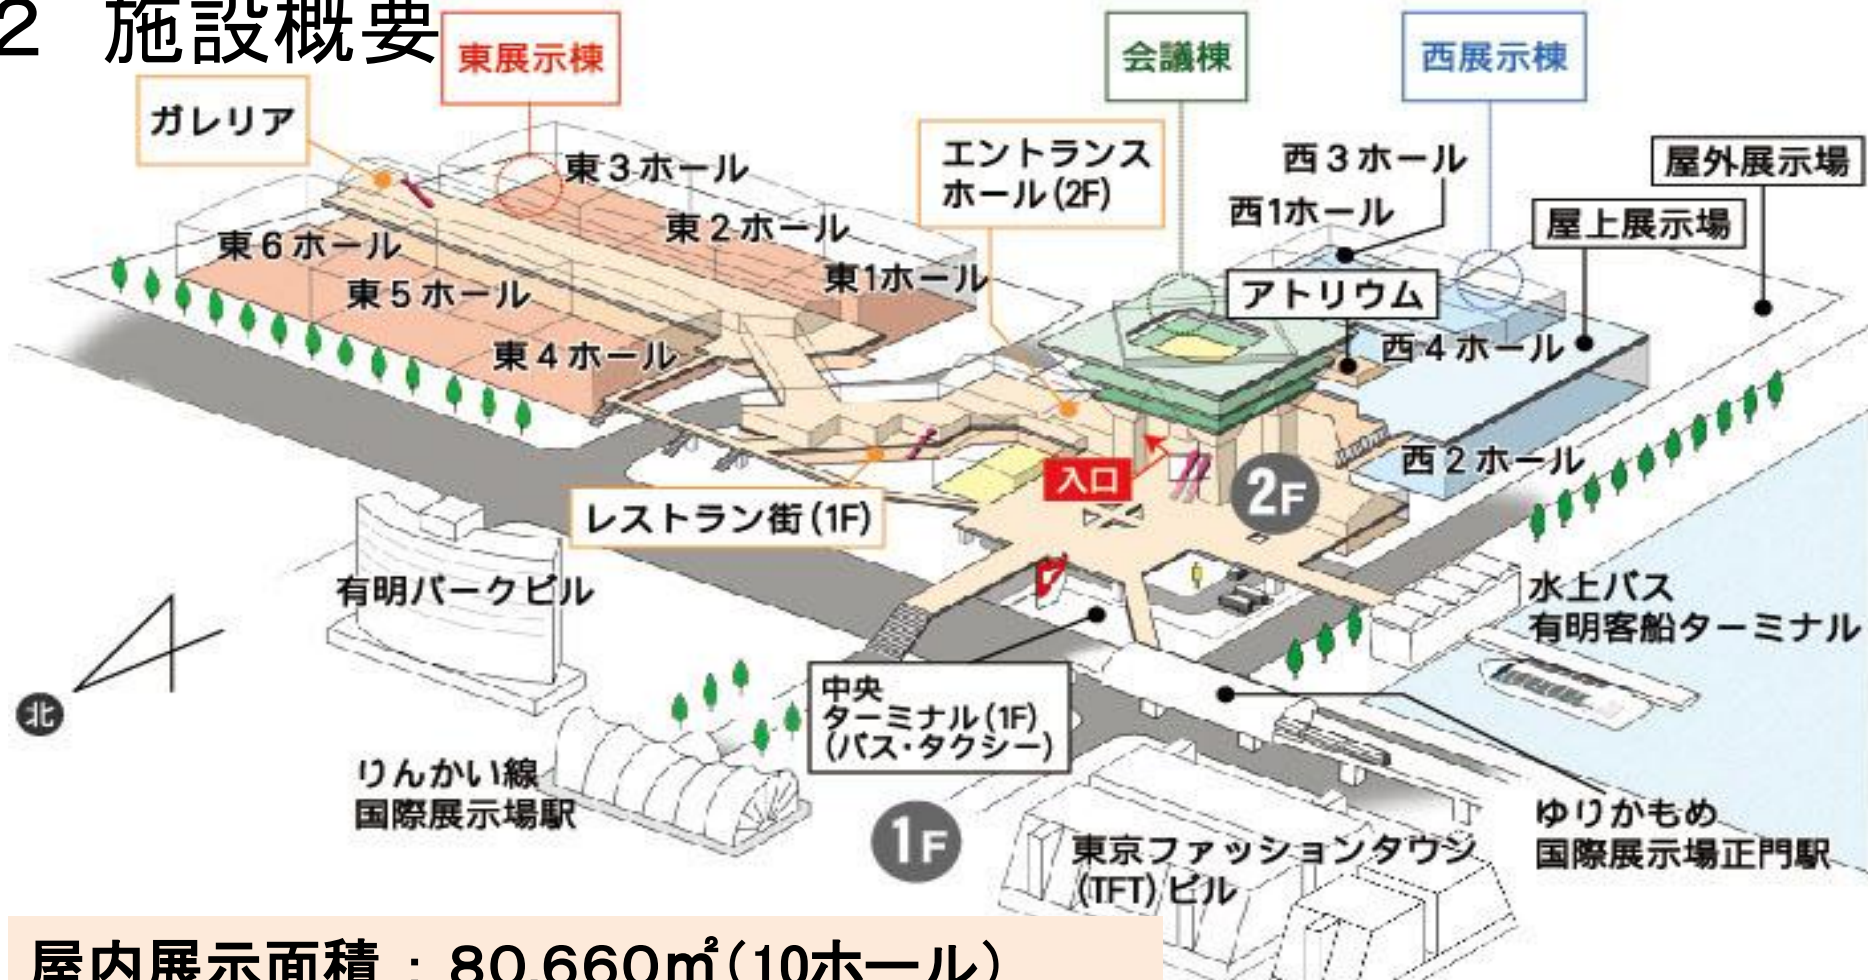 2 施設概要
東展示棟
会議棟
西展示棟
ガレリア
エントランス
ホール(2F)
西3ホール
屋外展示場
東3ホール
西1ホール
屋上展示場
東2ホール
東6ホール
東1ホール
アトリウム
東5ホール
東4ホール
西4ホール
西2ホール
入口
2F
レストラン街(1F)
有明パークビル
水上バス
有明客船ターミナル
北
中央
ターミナル(1F)
(バス・タクシー)
りんかい線
国際展示場駅
1F
ゆりかもめ
国際展示場正門駅
東京ファッションタウン
(TFT)ビル
屋内展示面積：80,660㎡(10ホール)